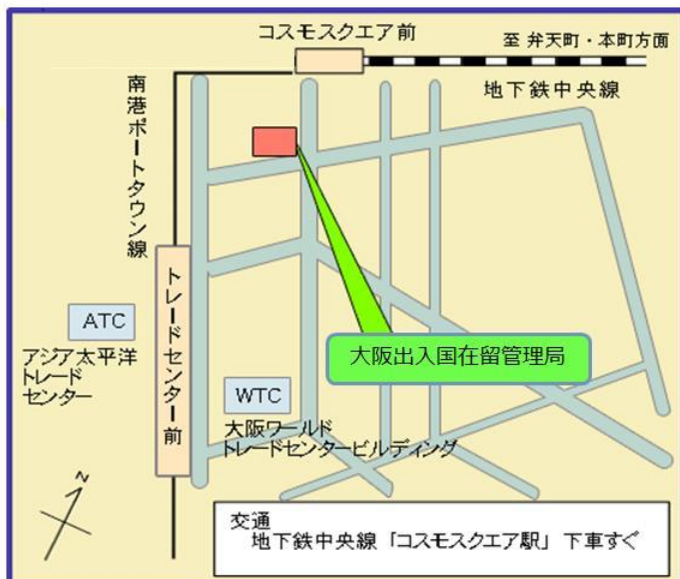 コスモスクエア前
至 弁天町・本町方面
地下鉄中央線
南港ポートタウン線
トレードセンター前
ATC
アジア太平洋
トレード
センター
大阪出入国在留管理局
WTC
大阪ワールド
トレードセンタービルディング
N
交通
地下鉄中央線「コスモスクエア駅」下車すぐ